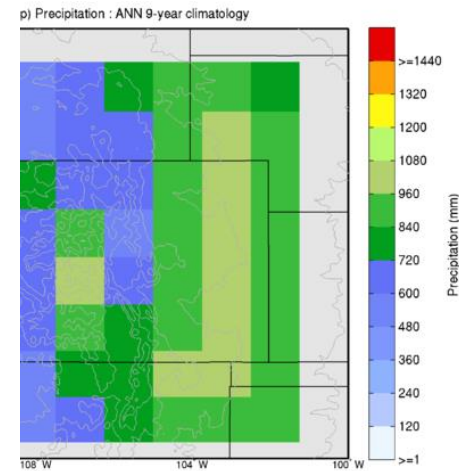 p) Precipitation : ANN 9-year climatology
>=1440
1320
1200
1080
960
840
720
600
480
360
240
120
>=1
Precipitation (mm)
108°W
104°W
100°W